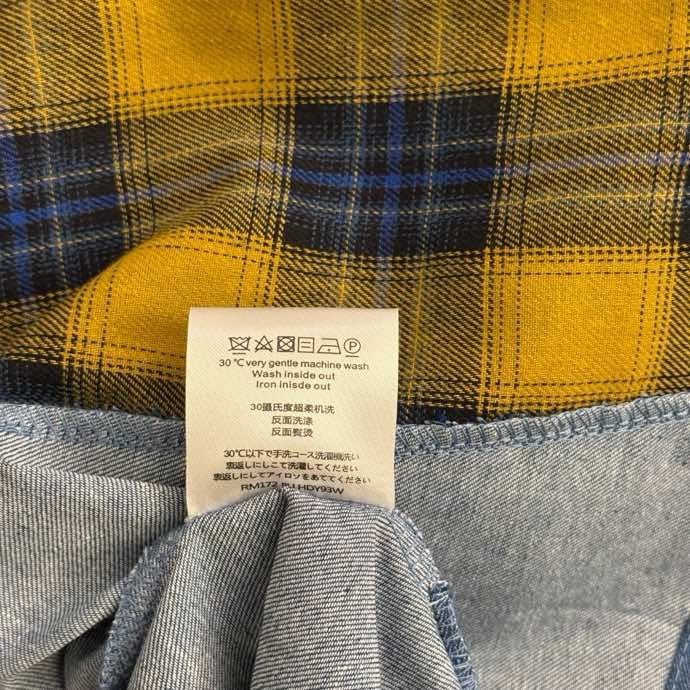 30℃ very gentle machine wash
Wash inside out
Iron inisde out
30摄氏度超柔机洗
反面洗涤
反面熨烫
30℃以下で手洗コース洗濯機洗い
裏返しにして洗濯してください
裏返しにしてアイロンをあててください
HDY93W